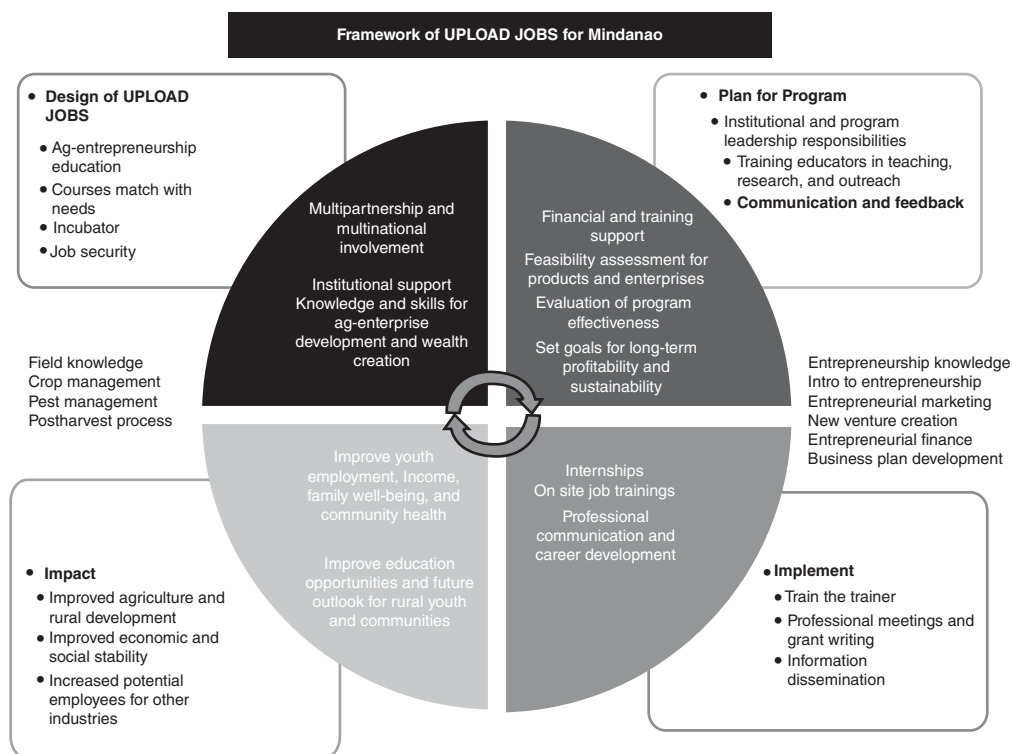 Framework of UPLOAD JOBS for Mindanao
• Design of UPLOAD
JOBS
• Ag-entrepreneurship
education
• Courses match with
needs
• Incubator
• Job security
• Plan for Program
• Institutional and program
leadership responsibilities
• Training educators in teaching,
research, and outreach
• Communication and feedback
Multipartnership and
multinational
involvement
Institutional support
Knowledge and skills for
ag-enterprise
development and wealth
creation
Financial and training
support
Feasibility assessment for
products and enterprises
Evaluation of program
effectiveness
Set goals for long-term
profitability and
sustainability
Field knowledge
Crop management
Pest management
Postharvest process
Entrepreneurship knowledge
Intro to entrepreneurship
Entrepreneurial marketing
New venture creation
Entrepreneurial finance
Business plan development
Improve youth
employment, Income,
family well-being, and
community health
Improve education
opportunities and future
outlook for rural youth
and communities
Internships
On site job trainings
Professional
communication and
career development
• Impact
• Improved agriculture and
rural development
• Improved economic and
social stability
• Increased potential
employees for other
industries
• Implement
• Train the trainer
• Professional meetings and
grant writing
• Information
dissemination